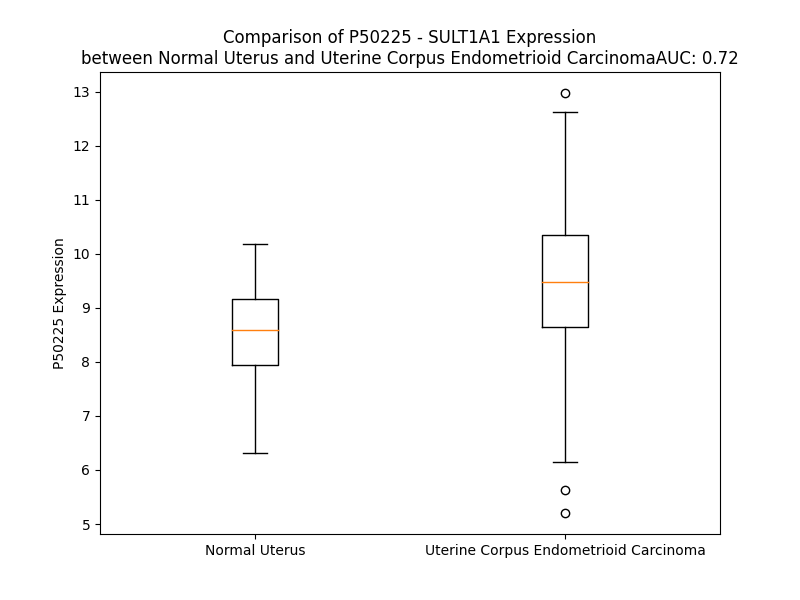 Comparison of P50225 - SULT1A1 Expression
between Normal Uterus and Uterine Corpus Endometrioid CarcinomaAUC: 0.72
13
12
11
10
9
8
7
6
5
P50225 Expression
Normal Uterus
Uterine Corpus Endometrioid Carcinoma